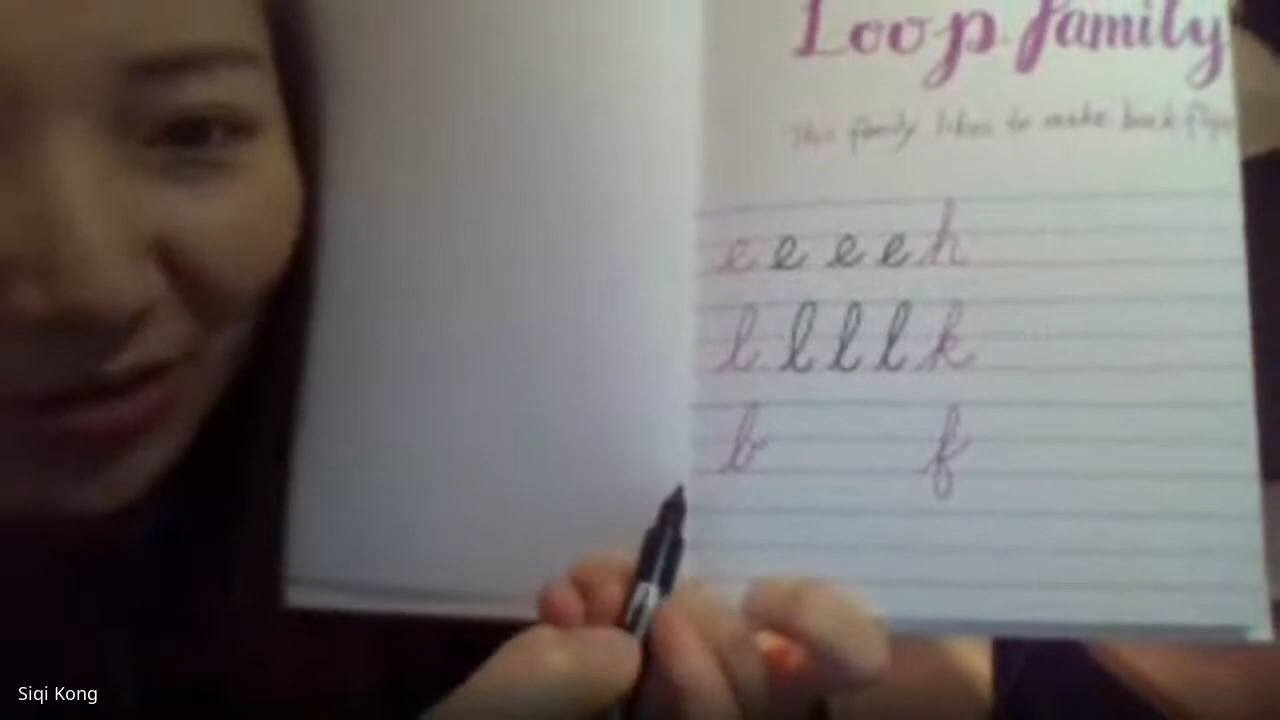 Loop family
This family likes to make back flips
e e e e h
l l l l k
b f
Siqi Kong